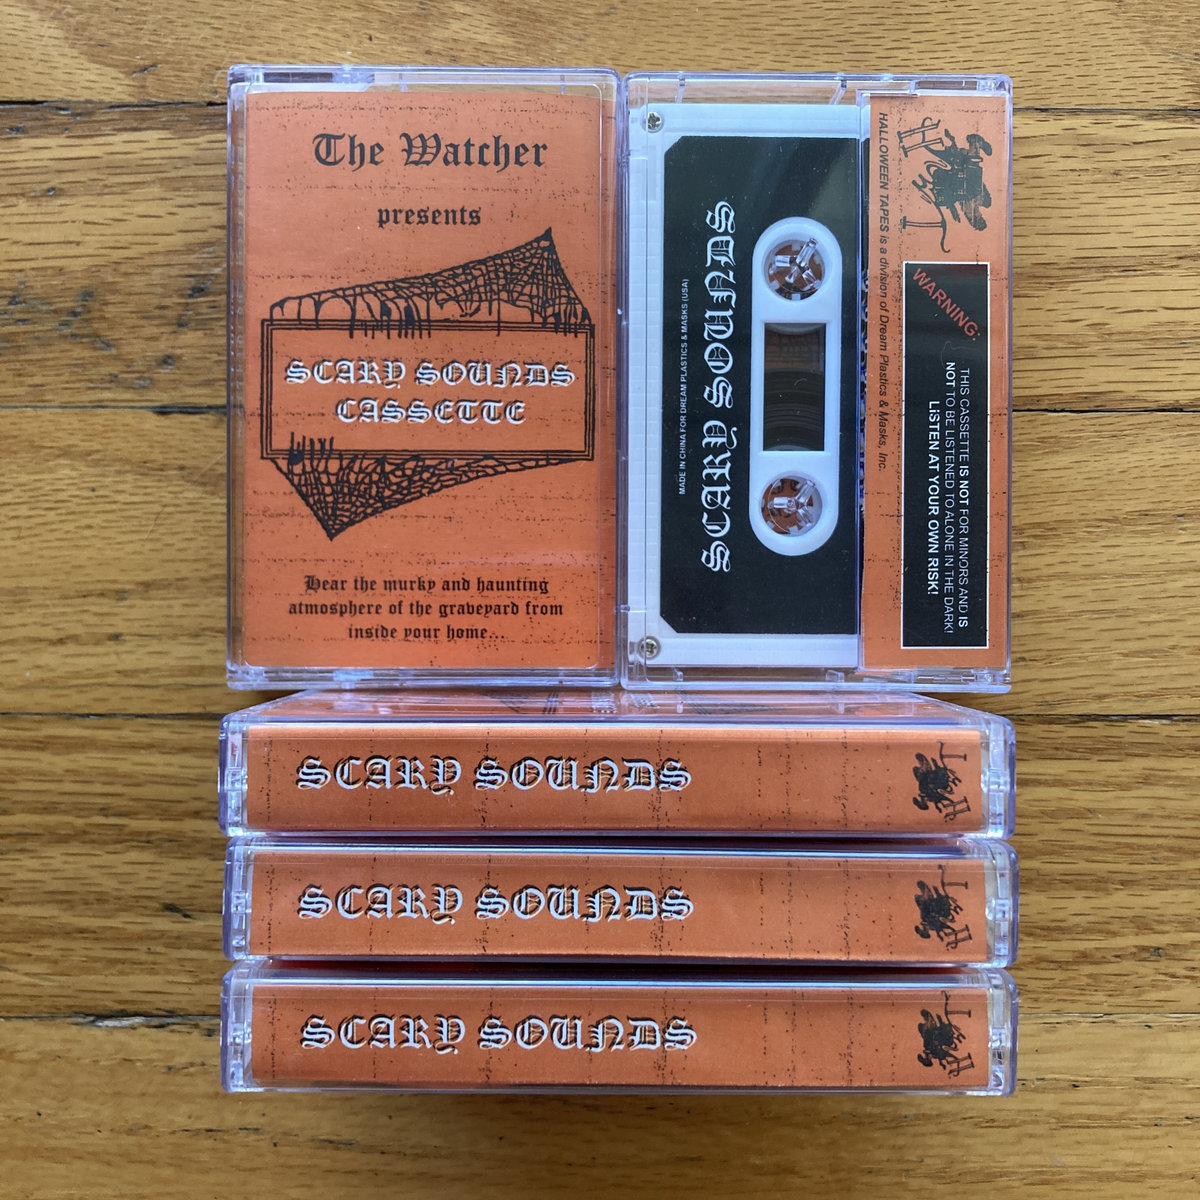 The Watcher
presents
SCARY SOUNDS
CASSETTE
Hear the murky and haunting
atmosphere of the graveyard from
inside your home...
MADE IN CHINA FOR DREAM PLASTICS & MASKS (USA)
SCARY SOUNDS
HALLOWEEN TAPES is a division of Dream Plastics & Masks, Inc.
WARNING:
THIS CASSETTE IS NOT FOR MINORS AND IS
NOT TO BE LISTENED TO ALONE IN THE DARK!
LiSTEN AT YOUR OWN RISK!
SCARY SOUNDS
SCARY SOUNDS
SCARY SOUNDS